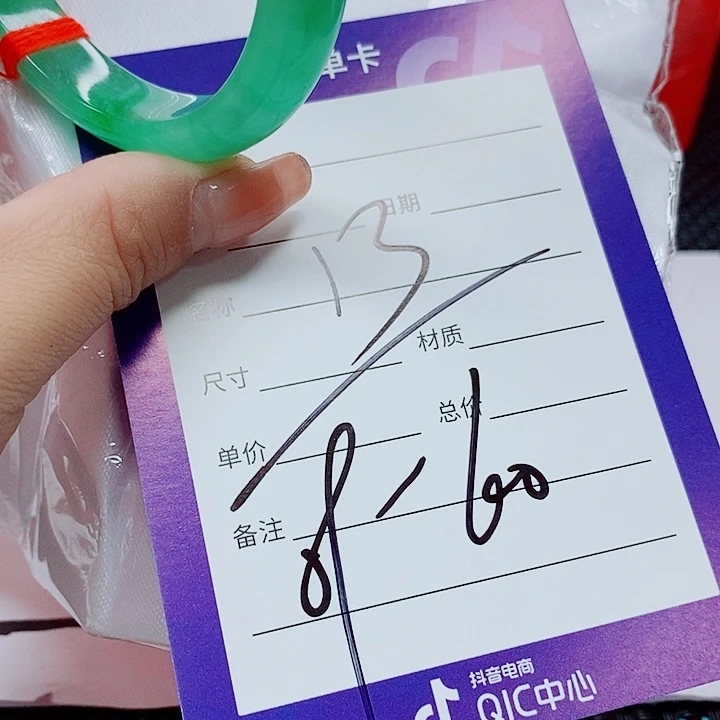 单卡
日期
13
名称
材质
尺寸
总价
单价
8-600
备注
抖音电商
QIC中心